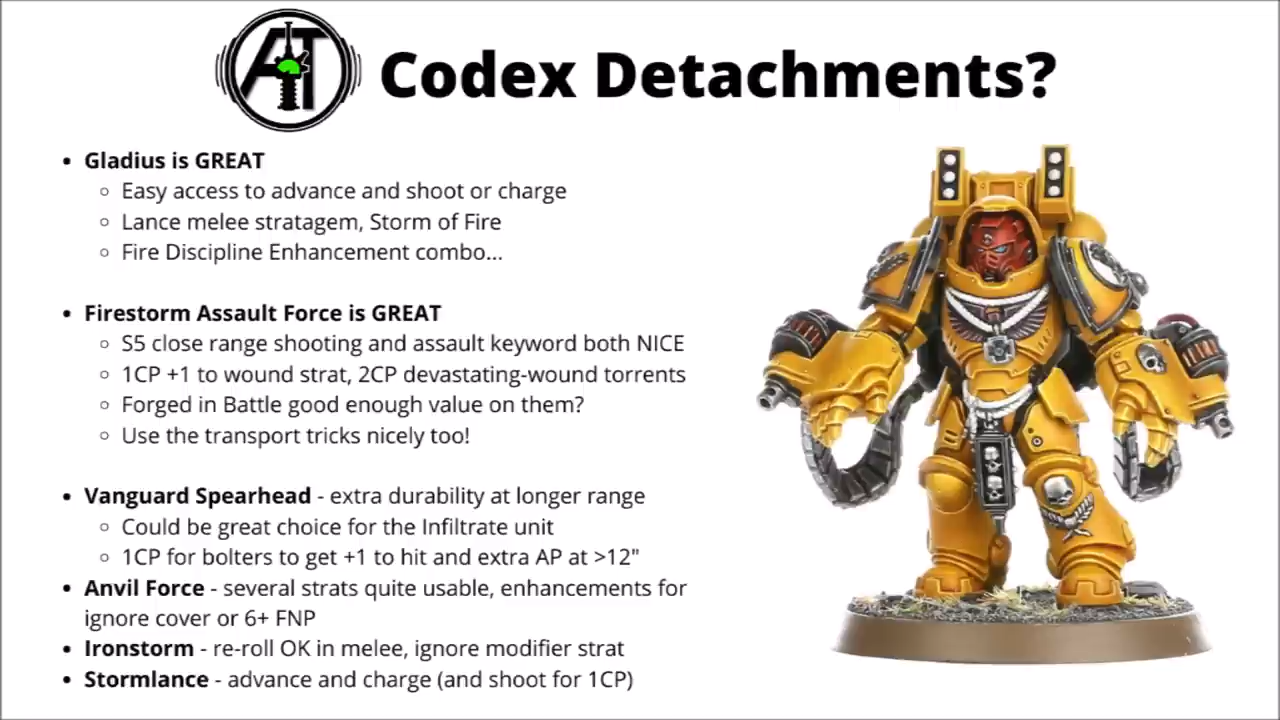 AT
Codex Detachments?
• Gladius is GREAT
◦ Easy access to advance and shoot or charge
◦ Lance melee stratagem, Storm of Fire
◦ Fire Discipline Enhancement combo...
• Firestorm Assault Force is GREAT
◦ S5 close range shooting and assault keyword both NICE
◦ 1CP +1 to wound strat, 2CP devastating-wound torrents
◦ Forged in Battle good enough value on them?
◦ Use the transport tricks nicely too!
• Vanguard Spearhead - extra durability at longer range
◦ Could be great choice for the Infiltrate unit
◦ 1CP for bolters to get +1 to hit and extra AP at >12"
• Anvil Force - several strats quite usable, enhancements for
ignore cover or 6+ FNP
• Ironstorm - re-roll OK in melee, ignore modifier strat
• Stormlance - advance and charge (and shoot for 1CP)